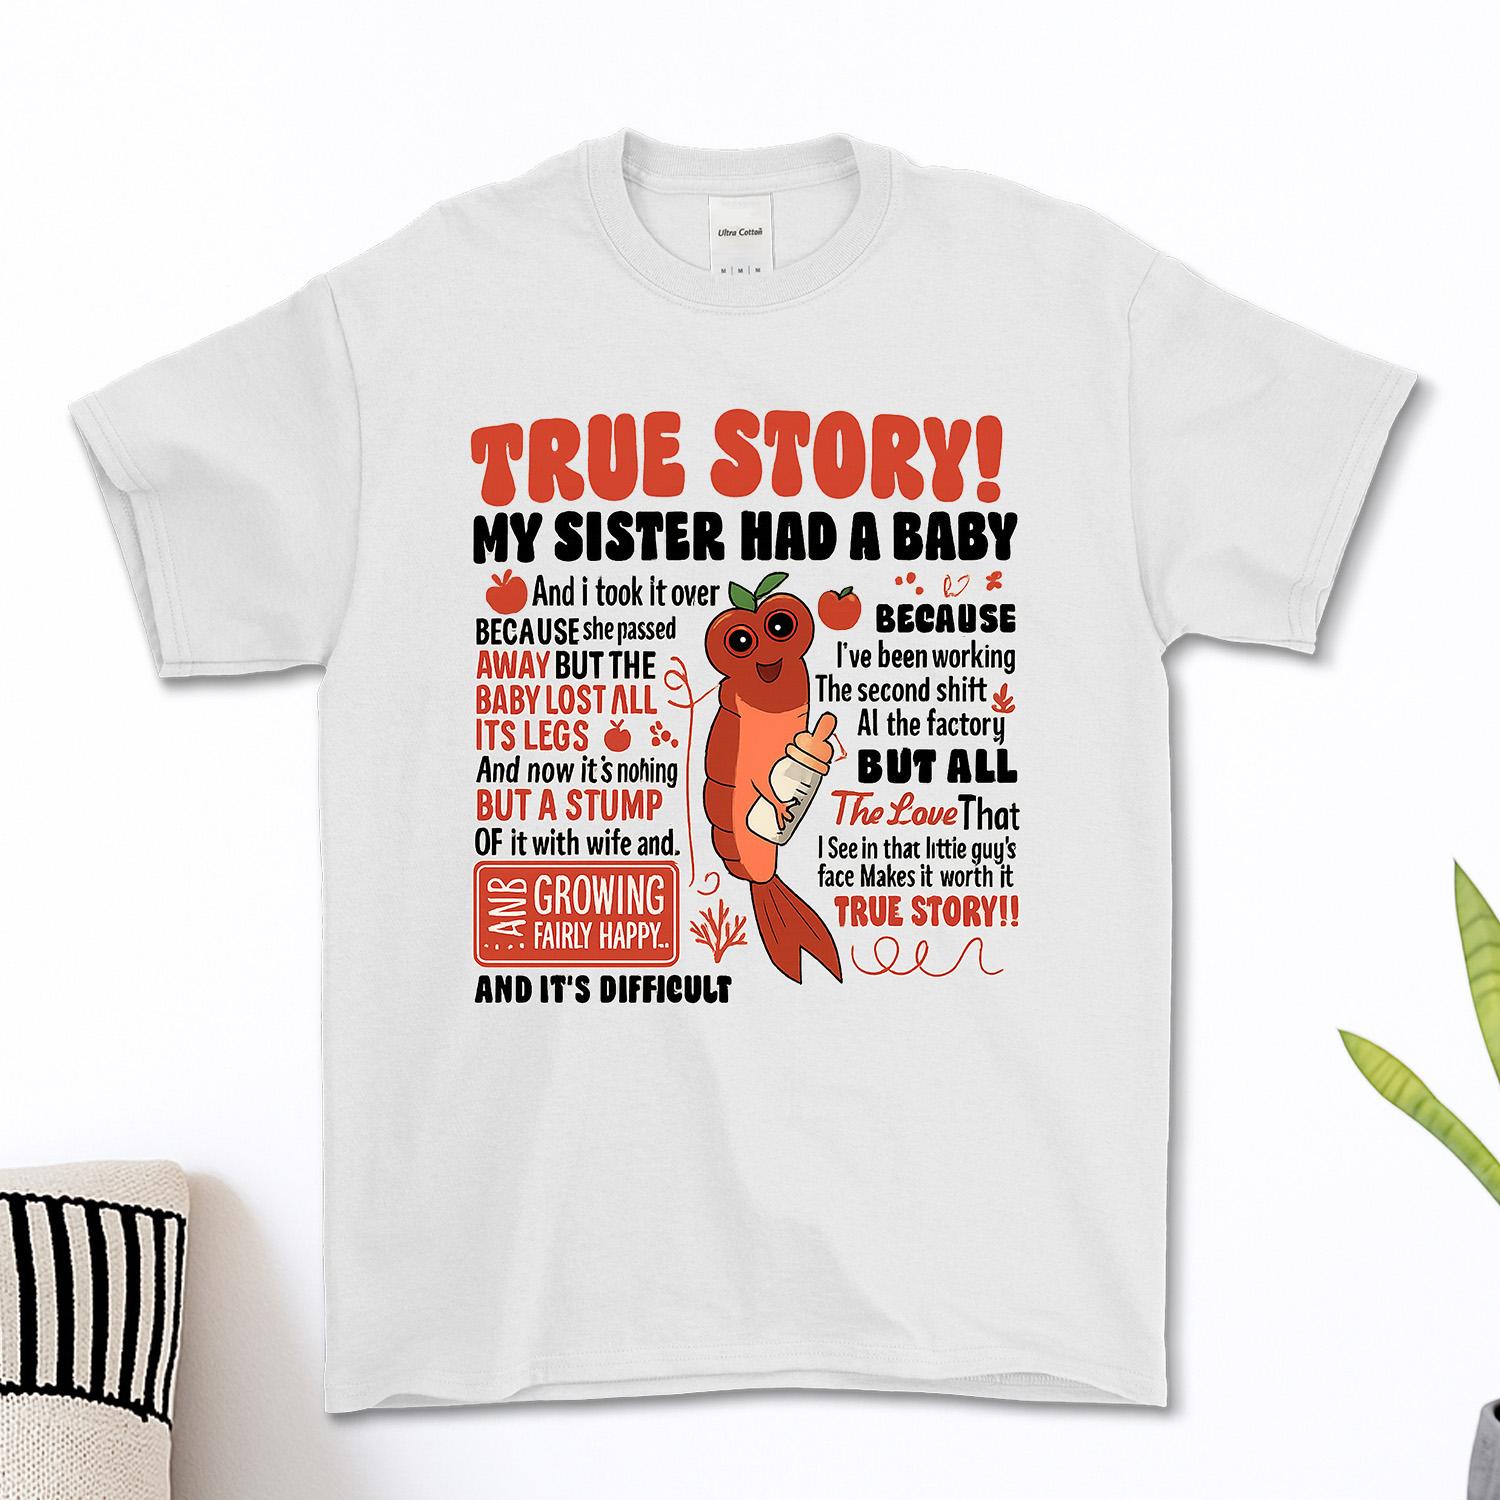 Ultra Cotton
M | M | M
TRUE STORY!
MY SISTER HAD A BABY
And i took it over
BECAUSE she passed
AWAY BUT THE
BABY LOST ALL
ITS LEGS
And now it's nohing
BUT A STUMP
OF it with wife and.
...ANB
GROWING
FAIRLY HAPPY..
AND IT'S DIFFICULT
BECAUSE
I've been working
The second shift
Al the factory
BUT ALL
The Love That
I See in that littie guy's
face Makes it worth it
TRUE STORY!!